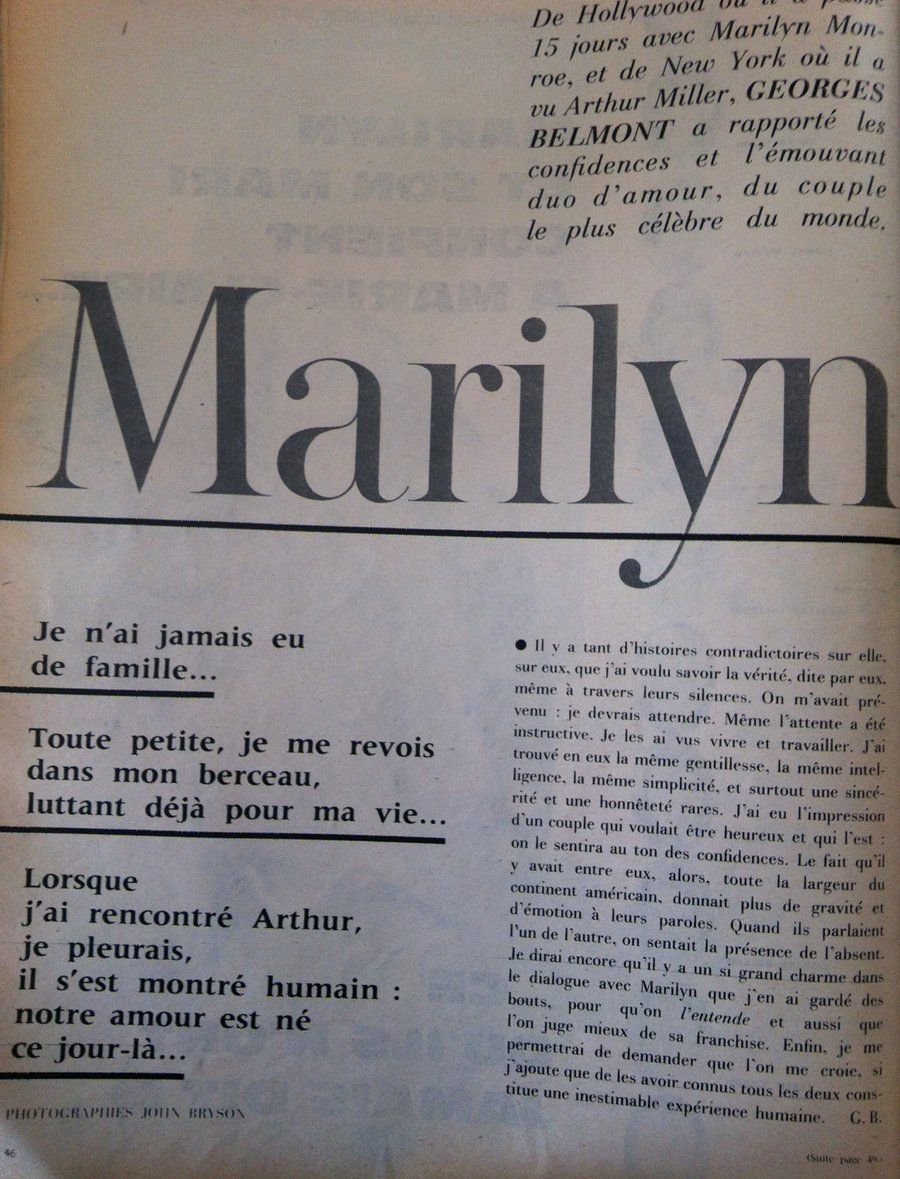 De Hollywood où il a passé
15 jours avec Marilyn Mon-
roe, et de New York où il a
vu Arthur Miller, GEORGES
BELMONT a rapporté les
confidences et l'émouvant
duo d'amour, du couple
le plus célèbre du monde.
Marilyn
Je n'ai jamais eu
de famille...
Toute petite, je me revois
dans mon berceau,
luttant déjà pour ma vie...
Lorsque
j'ai rencontré Arthur,
je pleurais,
il s'est montré humain :
notre amour est né
ce jour-là...
PHOTOGRAPHIES JOHN BRYSON
46
● Il y a tant d'histoires contradictoires sur elle,
sur eux, que j'ai voulu savoir la vérité, dite par eux,
même à travers leurs silences. On m'avait pré-
venu : je devrais attendre. Même l'attente a été
instructive. Je les ai vus vivre et travailler. J'ai
trouvé en eux la même gentillesse, la même intel-
ligence, la même simplicité, et surtout une sincé-
rité et une honnêteté rares. J'ai eu l'impression
d'un couple qui voulait être heureux et qui l'est :
on le sentira au ton des confidences. Le fait qu'il
y avait entre eux, alors, toute la largeur du
continent américain, donnait plus de gravité et
d'émotion à leurs paroles. Quand ils parlaient
l'un de l'autre, on sentait la présence de l'absent.
Je dirai encore qu'il y a un si grand charme dans
le dialogue avec Marilyn que j'en ai gardé des
bouts, pour qu'on l'entende et aussi que
l'on juge mieux de sa franchise. Enfin, je me
permettrai de demander que l'on me croie, si
j'ajoute que de les avoir connus tous les deux cons-
titue une inestimable expérience humaine. G. B.
(Suite page 49.)